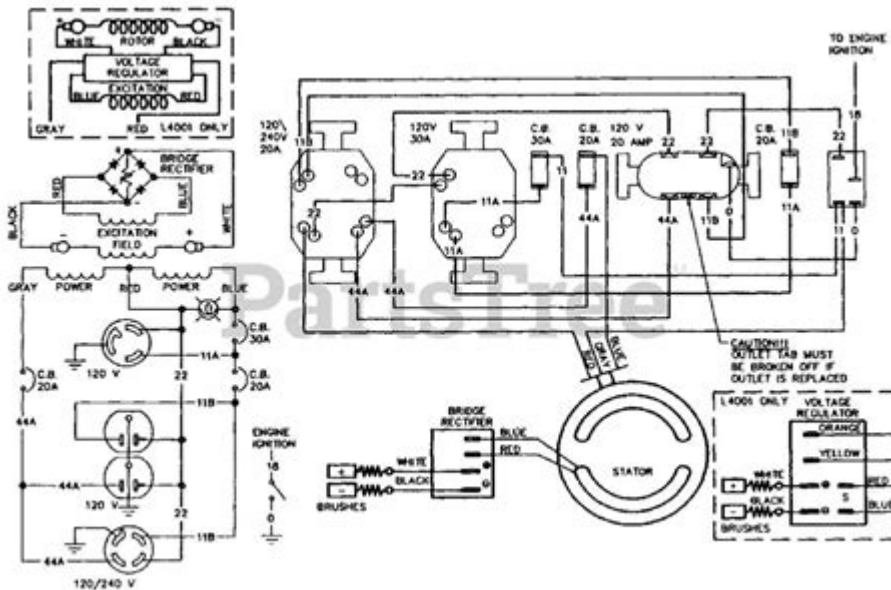 WHITE
ROTOR
BLACK
VOLTAGE
REGULATOR
EXCITATION
BLUE
RED
GRAY
RED
L4001 ONLY
BRIDGE
RECTIFIER
RED
BLUE
BLACK
WHITE
EXCITATION
FIELD
GRAY
POWER
RED
POWER
BLUE
C.B.
30A
120 V
11A
C.B.
20A
22
C.B.
20A
44A
11B
44A
120 V
22
11B
44A
120/240 V
ENGINE
IGNITION
18
0
TO ENGINE
IGNITION
18
120\
240V
20A
11B
120V
30A
C.B.
30A
C.B.
20A
120 V
20 AMP
22
22
C.B.
20A
11B
22
22
22
11A
11
44A
44A
11B
0
11A
11
0
11A
44A
44A
PartsTree
CAUTION!!!
OUTLET TAB MUST
BE BROKEN OFF IF
OUTLET IS REPLACED
RED
GRAY
BLUE
STATOR
BRIDGE
RECTIFIER
BLUE
RED
WHITE
BLACK
BRUSHES
L4001 ONLY
VOLTAGE
REGULATOR
ORANGE
YELLOW
WHITE
RED
S
BLACK
BLUE
BRUSHES